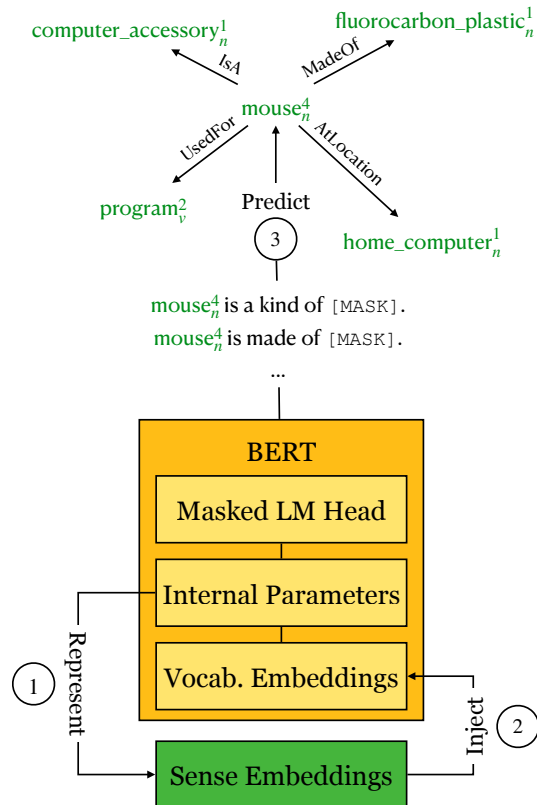 computer_accessory¹ₙ
fluorocarbon_plastic¹ₙ
IsA
MadeOf
mouse⁴ₙ
UsedFor
AtLocation
program²ᵥ
Predict
3
home_computer¹ₙ
mouse⁴ₙ is a kind of [MASK].
mouse⁴ₙ is made of [MASK].
...
BERT
Masked LM Head
Internal Parameters
Represent
1
Vocab. Embeddings
Inject
2
Sense Embeddings